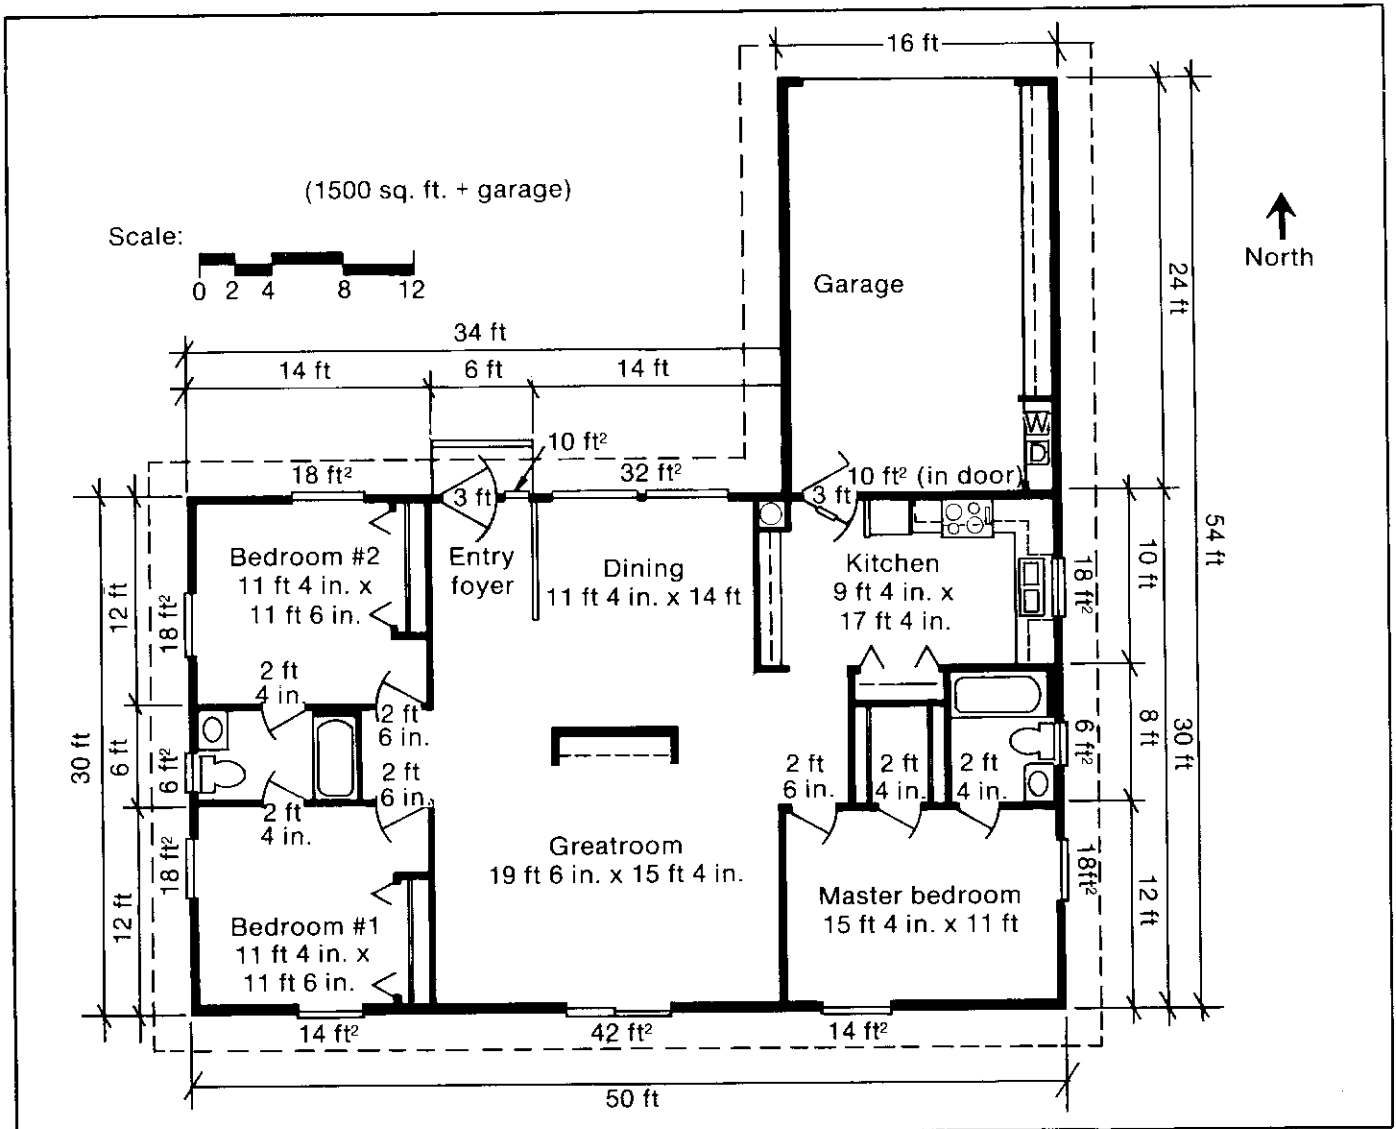 16 ft
(1500 sq. ft. + garage)
Scale:
0 2 4 8 12
North
Garage
24 ft
34 ft
14 ft 6 ft 14 ft
W
D
10 ft²
18 ft²
32 ft²
10 ft² (in door)
3 ft
3 ft
54 ft
Bedroom #2
11 ft 4 in. x
11 ft 6 in.
Entry
foyer
Dining
11 ft 4 in. x 14 ft
Kitchen
9 ft 4 in. x
17 ft 4 in.
18 ft²
10 ft
12 ft
18 ft²
2 ft
4 in.
2 ft
6 in.
30 ft
6 ft
6 ft²
2 ft
6 in.
2 ft
4 in.
2 ft
6 in.
2 ft
4 in.
2 ft
4 in.
6 ft²
8 ft
30 ft
18 ft²
12 ft
Greatroom
19 ft 6 in. x 15 ft 4 in.
Master bedroom
15 ft 4 in. x 11 ft
18ft²
12 ft
Bedroom #1
11 ft 4 in. x
11 ft 6 in.
14 ft²
42 ft²
14 ft²
50 ft